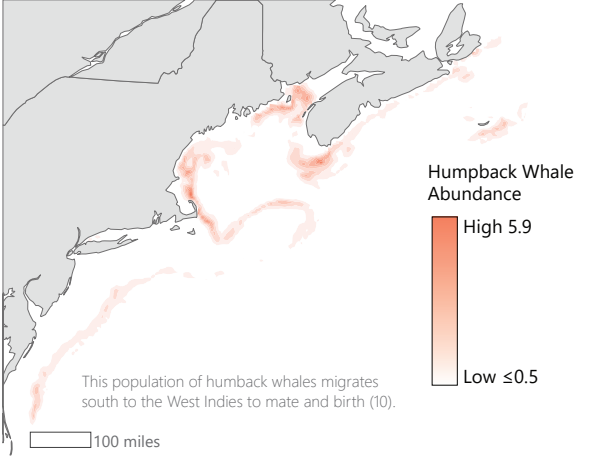 Humpback Whale
Abundance
High 5.9
Low ≤0.5
This population of humback whales migrates
south to the West Indies to mate and birth (10).
100 miles